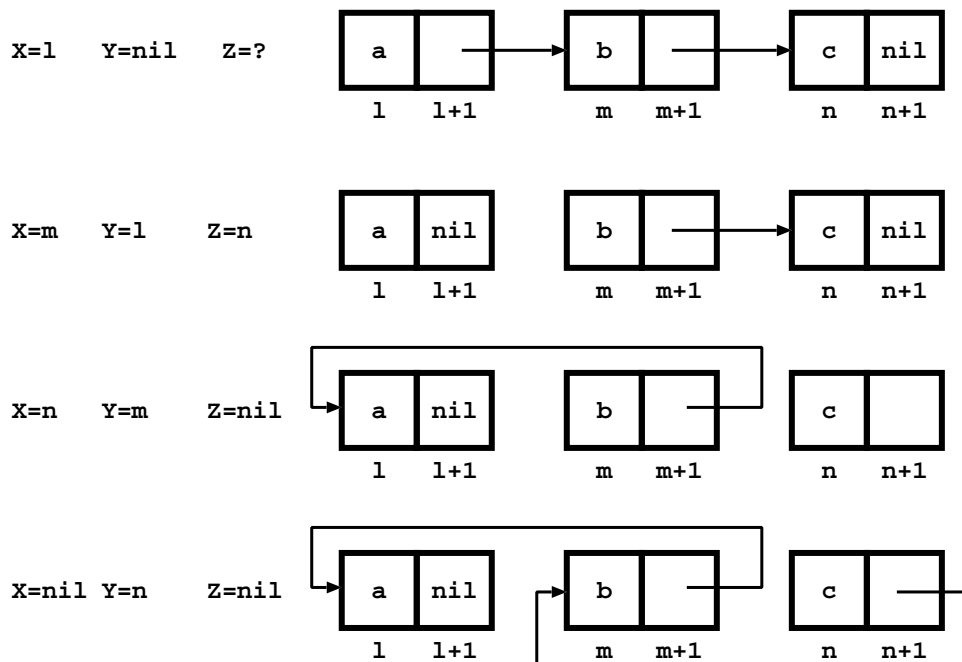 X=l Y=nil Z=? a b c nil
l l+1 m m+1 n n+1
X=m Y=l Z=n a nil b c nil
l l+1 m m+1 n n+1
X=n Y=m Z=nil a nil b c
l l+1 m m+1 n n+1
X=nil Y=n Z=nil a nil b c
l l+1 m m+1 n n+1